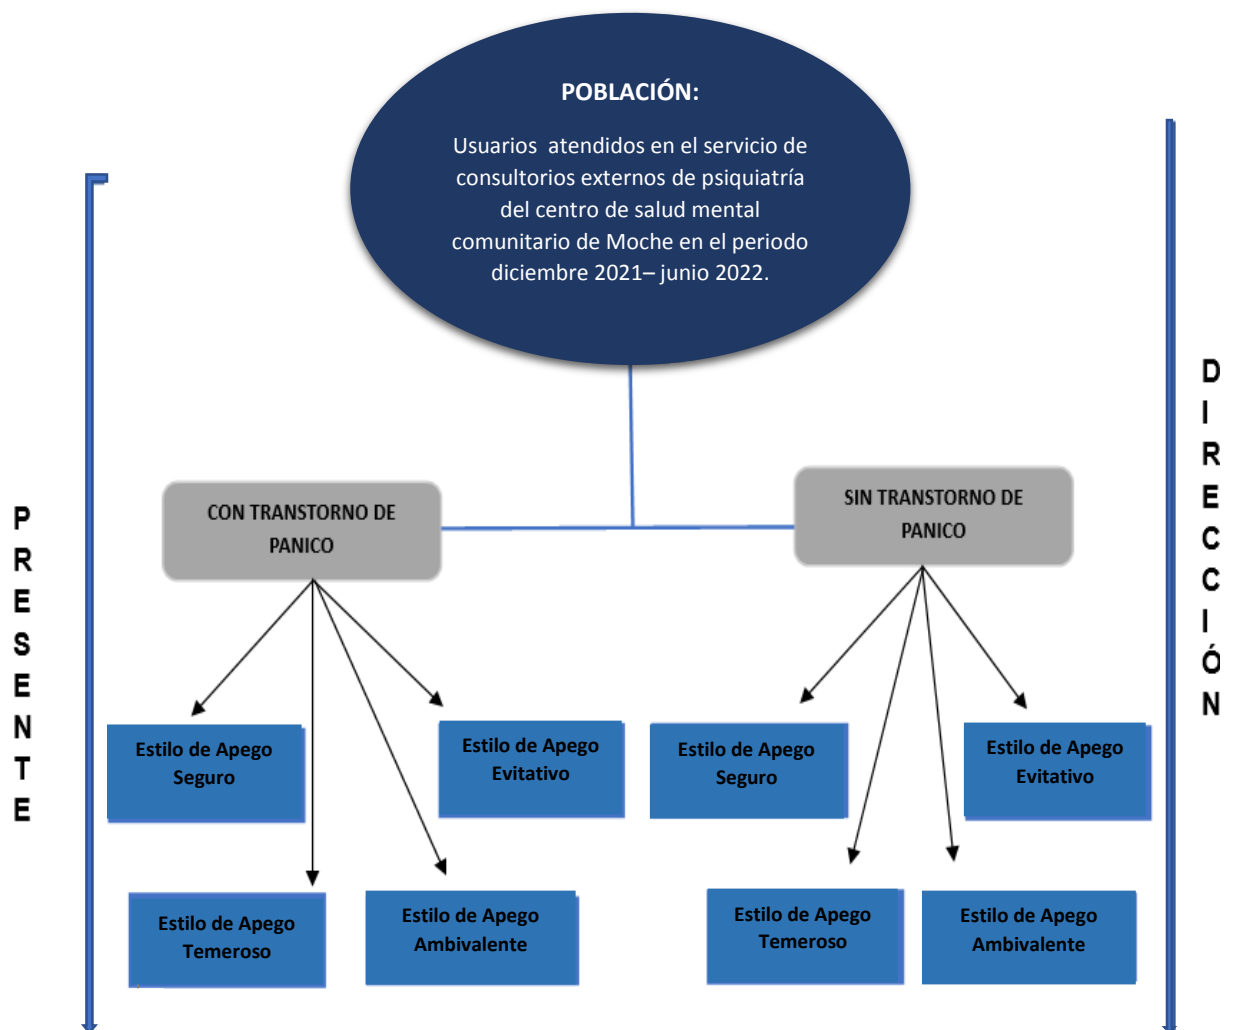 POBLACIÓN:
Usuarios atendidos en el servicio de
consultorios externos de psiquiatría
del centro de salud mental
comunitario de Moche en el periodo
diciembre 2021– junio 2022.
PRESENTE
DIRECCIÓN
CON TRANSTORNO DE
PANICO
SIN TRANSTORNO DE
PANICO
Estilo de Apego
Seguro
Estilo de Apego
Evitativo
Estilo de Apego
Seguro
Estilo de Apego
Evitativo
Estilo de Apego
Temeroso
Estilo de Apego
Ambivalente
Estilo de Apego
Temeroso
Estilo de Apego
Ambivalente